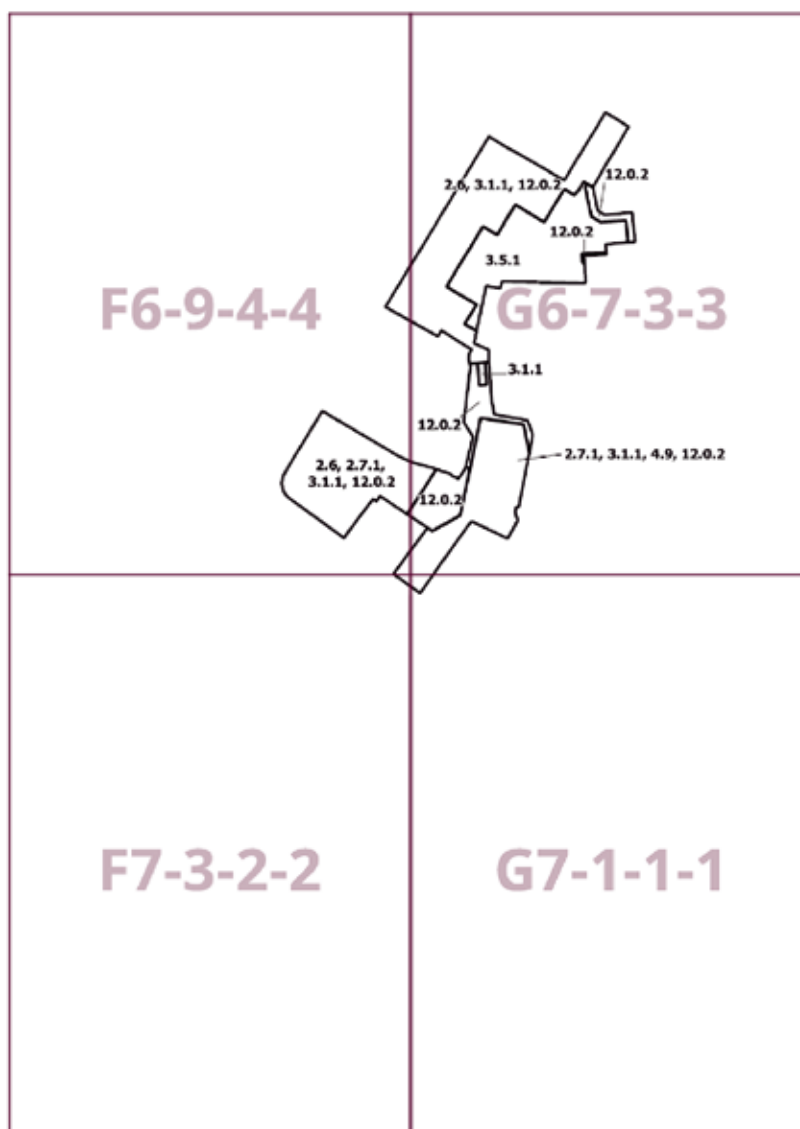 12.0.2
2.6, 3.1.1, 12.0.2
12.0.2
3.5.1
F6-9-4-4
G6-7-3-3
3.1.1
12.0.2
2.7.1, 3.1.1, 4.9, 12.0.2
2.6, 2.7.1,
3.1.1, 12.0.2
12.0.2
F7-3-2-2
G7-1-1-1